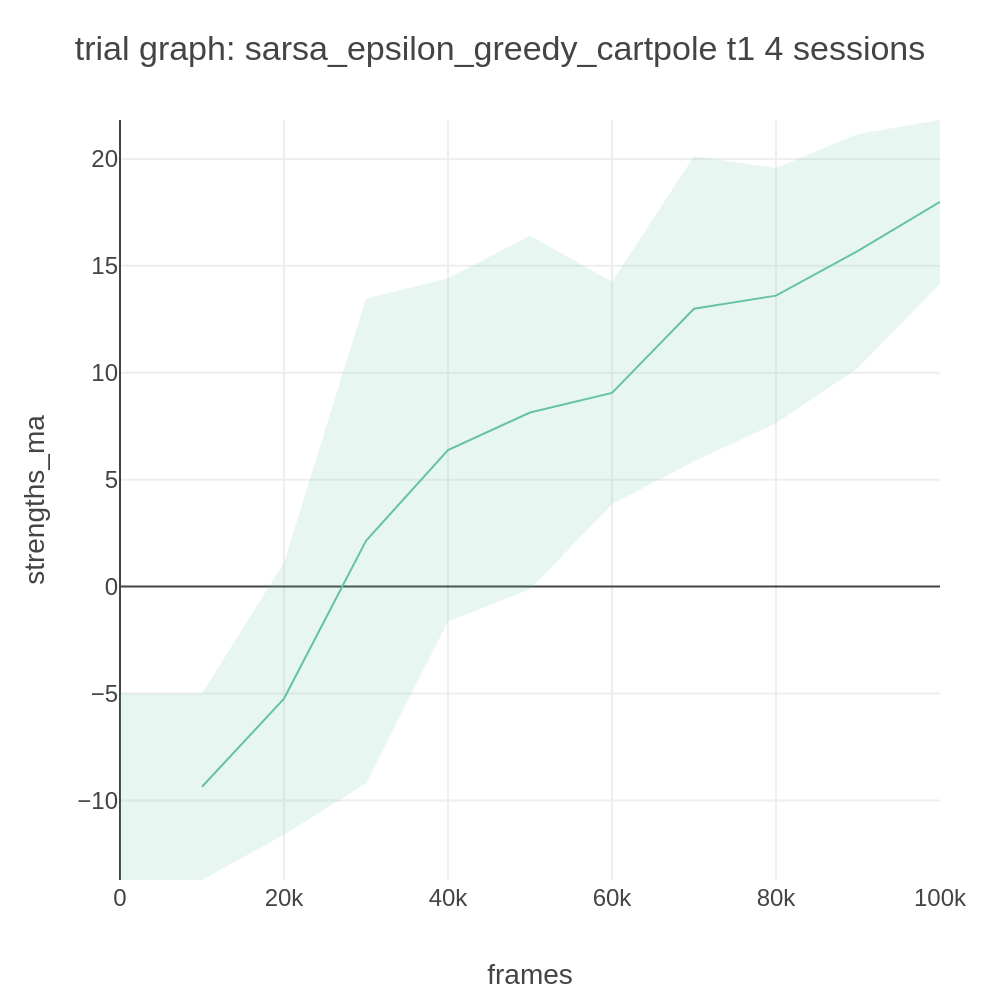 trial graph: sarsa_epsilon_greedy_cartpole t1 4 sessions
20
15
10
5
0
−5
−10
strengths_ma
0
20k
40k
60k
80k
100k
frames